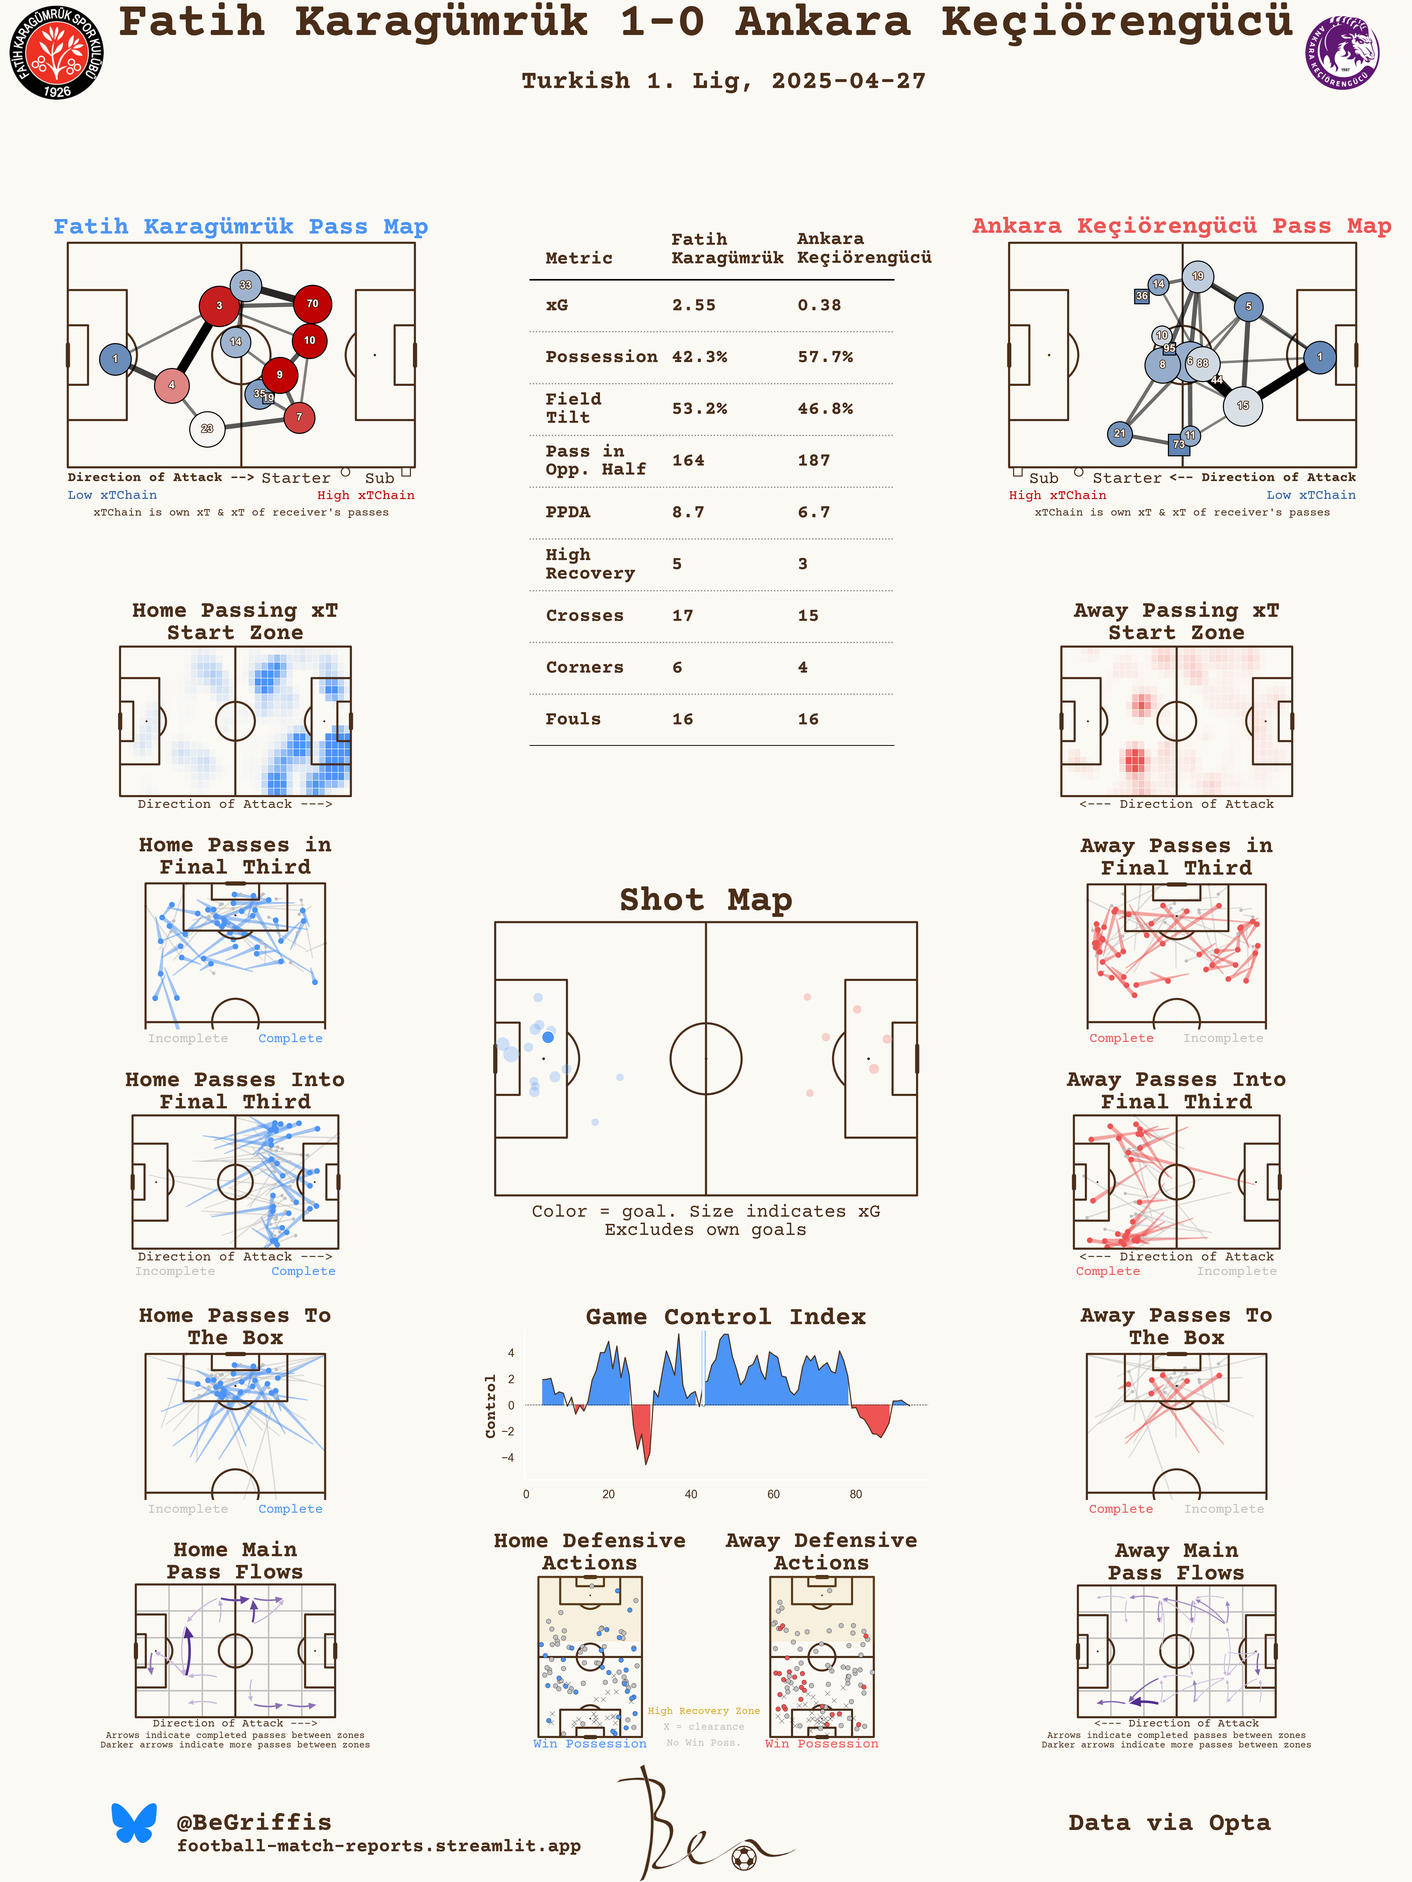 Fatih Karagümrük 1-0 Ankara Keçiörengücü
Turkish 1. Lig, 2025-04-27
FATİH KARAGÜMRÜK SPOR KULÜBÜ
1926
ANKARA KEÇİÖRENGÜCÜ
1987
Fatih Karagümrük Pass Map
33
3
70
14
10
1
9
4
35
19
7
23
Direction of Attack --> Starter Sub
Low xTChain High xTChain
xTChain is own xT & xT of receiver's passes
Metric Fatih Karagümrük Ankara Keçiörengücü
xG 2.55 0.38
Possession 42.3% 57.7%
Field Tilt 53.2% 46.8%
Pass in Opp. Half 164 187
PPDA 8.7 6.7
High Recovery 5 3
Crosses 17 15
Corners 6 4
Fouls 16 16
Ankara Keçiörengücü Pass Map
19
14
36
5
10
95
8
6
88
1
44
15
21
11
73
Sub Starter <-- Direction of Attack
High xTChain Low xTChain
xTChain is own xT & xT of receiver's passes
Home Passing xT
Start Zone
Direction of Attack --->
Away Passing xT
Start Zone
<--- Direction of Attack
Home Passes in
Final Third
Incomplete Complete
Shot Map
Color = goal. Size indicates xG
Excludes own goals
Away Passes in
Final Third
Complete Incomplete
Home Passes Into
Final Third
Direction of Attack --->
Incomplete Complete
Away Passes Into
Final Third
<--- Direction of Attack
Complete Incomplete
Home Passes To
The Box
Incomplete Complete
Game Control Index
Control
4
2
0
−2
−4
0 20 40 60 80
Away Passes To
The Box
Complete Incomplete
Home Main
Pass Flows
Direction of Attack --->
Arrows indicate completed passes between zones
Darker arrows indicate more passes between zones
Home Defensive
Actions
Win Possession
High Recovery Zone
X = clearance
No Win Poss.
Away Defensive
Actions
Win Possession
Away Main
Pass Flows
<--- Direction of Attack
Arrows indicate completed passes between zones
Darker arrows indicate more passes between zones
@BeGriffis
football-match-reports.streamlit.app
Ben
Data via Opta